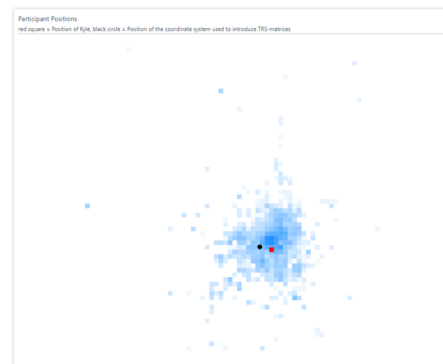 Participant Positions
red square = Position of Kyle, black circle = Position of the coordinate system used to introduce TRS-matrices